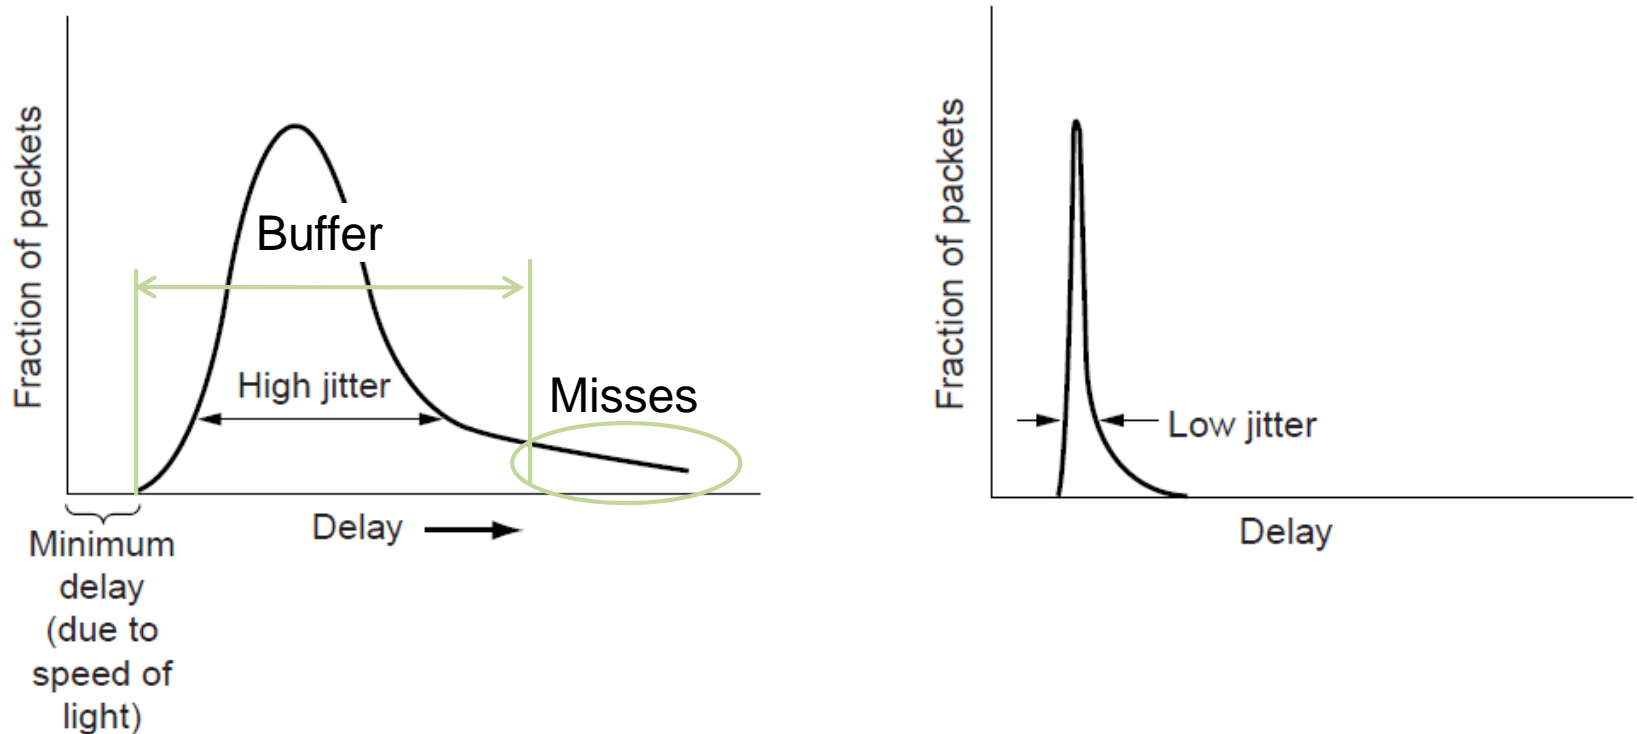 Fraction of packets
Buffer
High jitter
Misses
Delay
Minimum
delay
(due to
speed of
light)
Fraction of packets
Low jitter
Delay